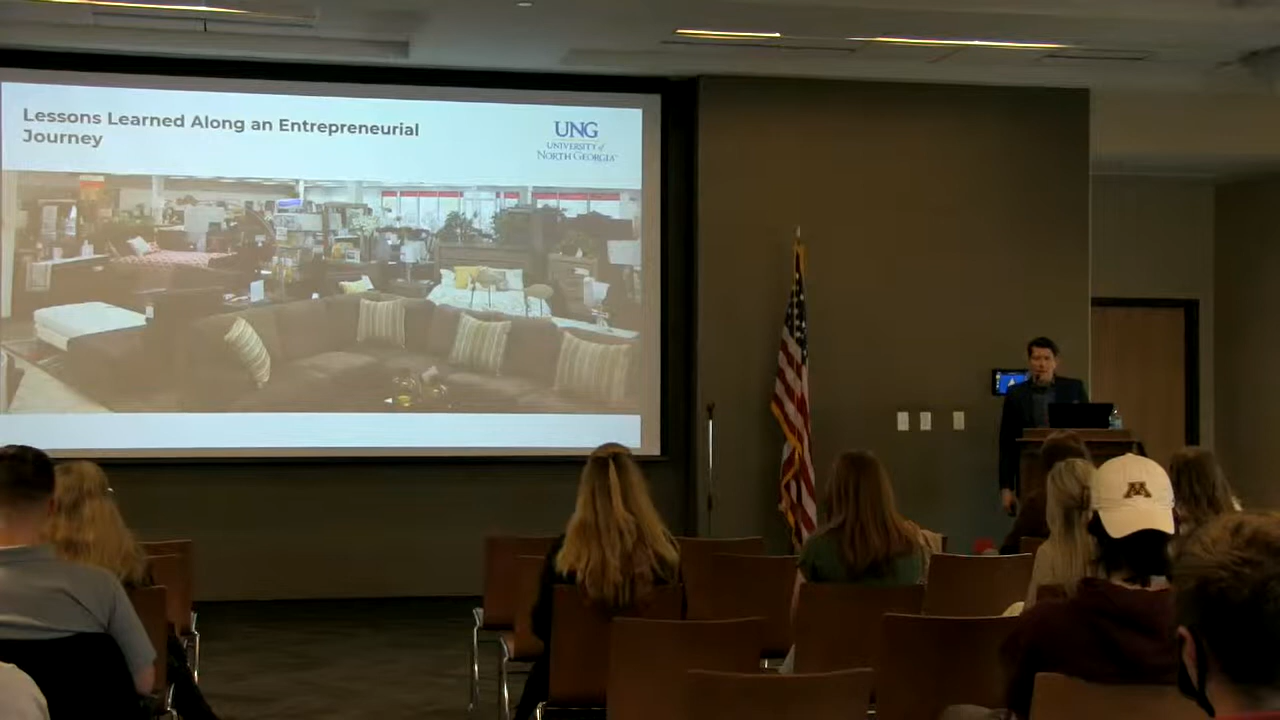 Lessons Learned Along an Entrepreneurial
Journey
UNG
UNIVERSITY of
NORTH GEORGIA
M